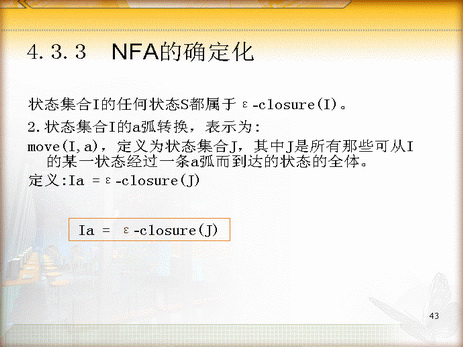 4.3.3 NFA的确定化
状态集合I的任何状态S都属于ε-closure(I)。
2.状态集合I的a弧转换，表示为:
move(I,a), 定义为状态集合J, 其中J是所有那些可从I
的某一状态经过一条a弧而到达的状态的全体。
定义:Ia =ε-closure(J)
Ia = ε-closure(J)
43